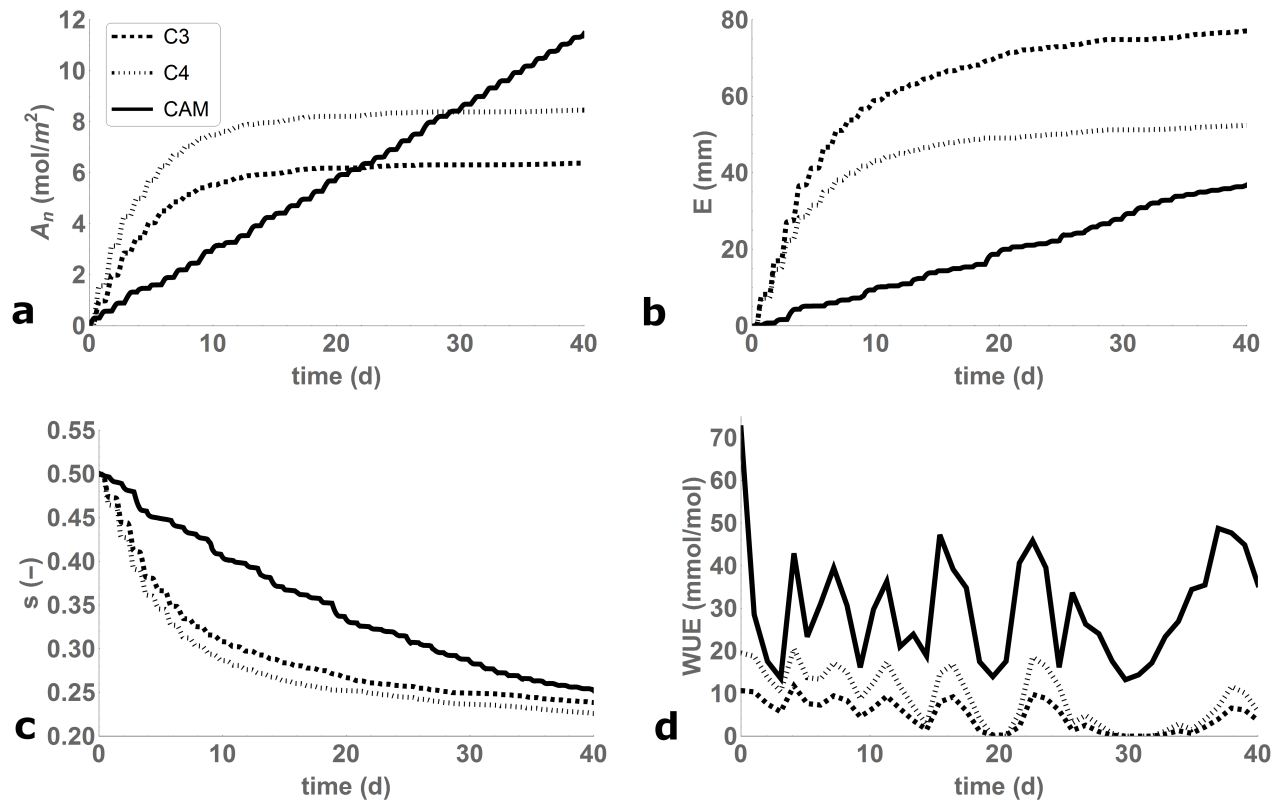 12
10
8
6
4
2
0
A_n (mol/m²)
C3
C4
CAM
0 10 20 30 40
time (d)
a
80
60
40
20
0
E (mm)
0 10 20 30 40
time (d)
b
0.55
0.50
0.45
0.40
0.35
0.30
0.25
0.20
s (−)
0 10 20 30 40
time (d)
c
70
60
50
40
30
20
10
0
WUE (mmol/mol)
0 10 20 30 40
time (d)
d